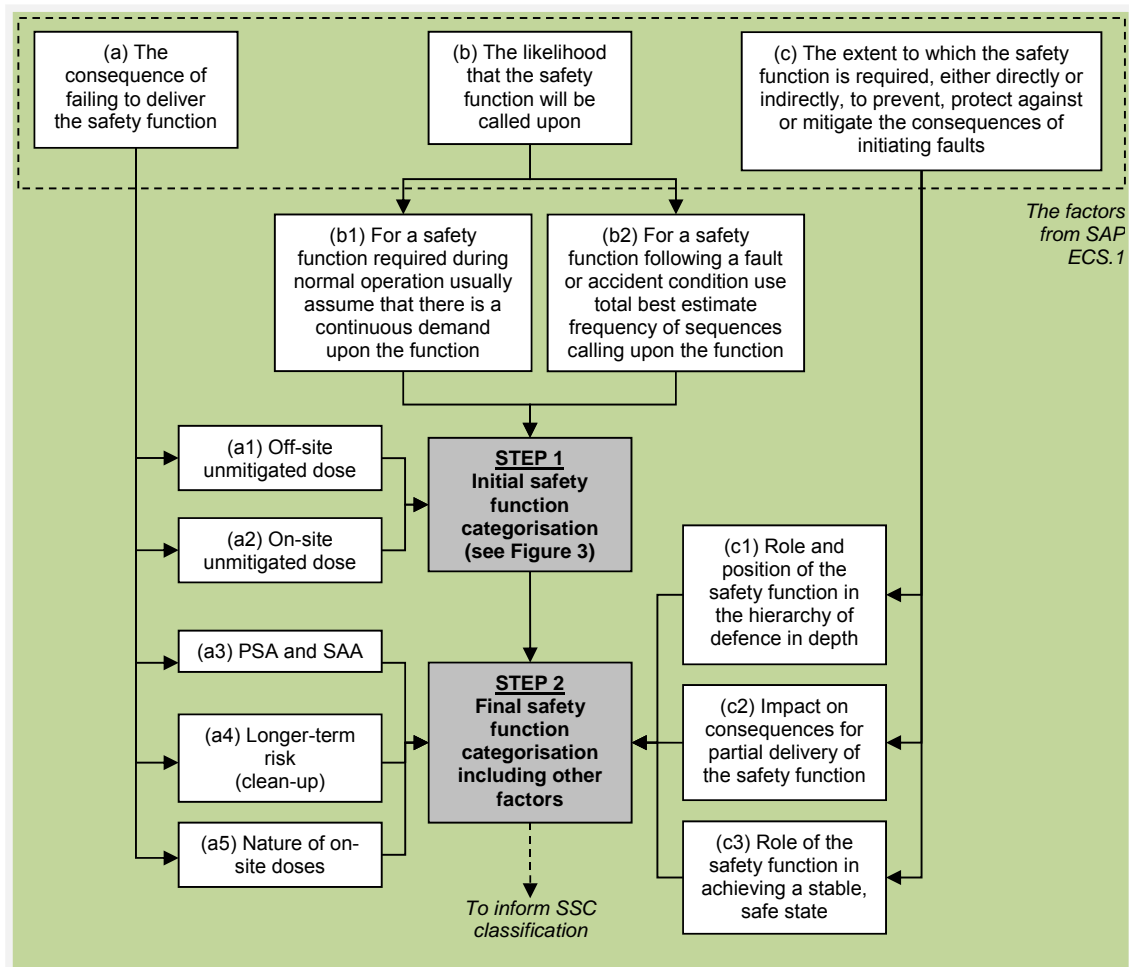 (a) The
consequence of
failing to deliver
the safety function
(b) The likelihood
that the safety
function will be
called upon
(c) The extent to which the safety
function is required, either directly or
indirectly, to prevent, protect against
or mitigate the consequences of
initiating faults
The factors
from SAP
ECS.1
(b1) For a safety
function required during
normal operation usually
assume that there is a
continuous demand
upon the function
(b2) For a safety
function following a fault
or accident condition use
total best estimate
frequency of sequences
calling upon the function
(a1) Off-site
unmitigated dose
(a2) On-site
unmitigated dose
STEP 1
Initial safety
function
categorisation
(see Figure 3)
(a3) PSA and SAA
(a4) Longer-term
risk
(clean-up)
(a5) Nature of on-
site doses
STEP 2
Final safety
function
categorisation
including other
factors
(c1) Role and
position of the
safety function in
the hierarchy of
defence in depth
(c2) Impact on
consequences for
partial delivery of
the safety function
(c3) Role of the
safety function in
achieving a stable,
safe state
To inform SSC
classification